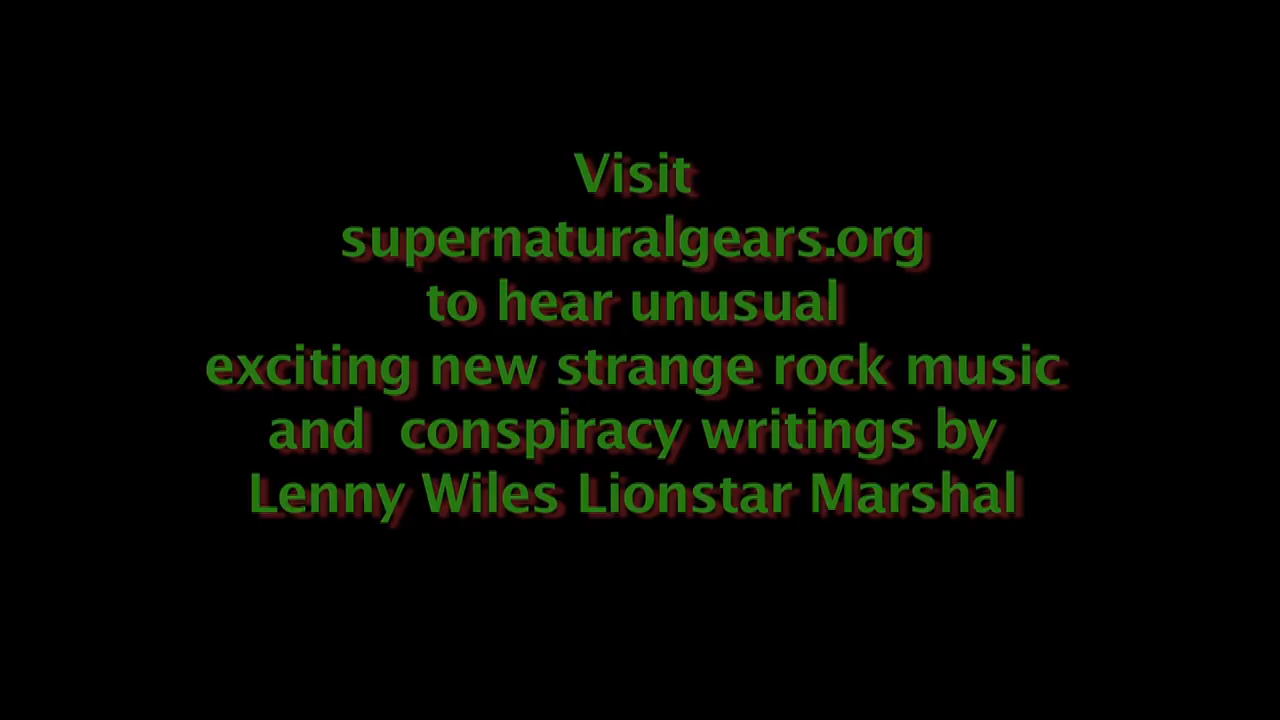 Visit
supernaturalgears.org
to hear unusual
exciting new strange rock music
and  conspiracy writings by
Lenny Wiles Lionstar Marshal